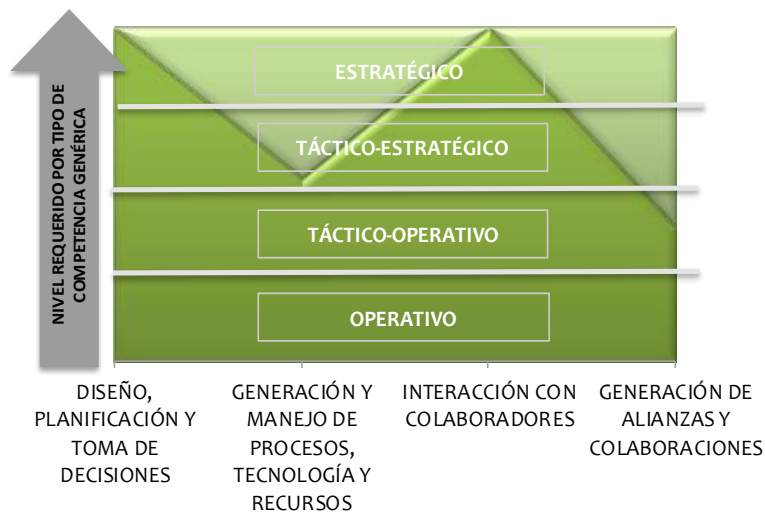 NIVEL REQUERIDO POR TIPO DE
COMPETENCIA GENÉRICA
ESTRATÉGICO
TÁCTICO-ESTRATÉGICO
TÁCTICO-OPERATIVO
OPERATIVO
DISEÑO,
PLANIFICACIÓN Y
TOMA DE
DECISIONES
GENERACIÓN Y
MANEJO DE
PROCESOS,
TECNOLOGÍA Y
RECURSOS
INTERACCIÓN CON
COLABORADORES
GENERACIÓN DE
ALIANZAS Y
COLABORACIONES